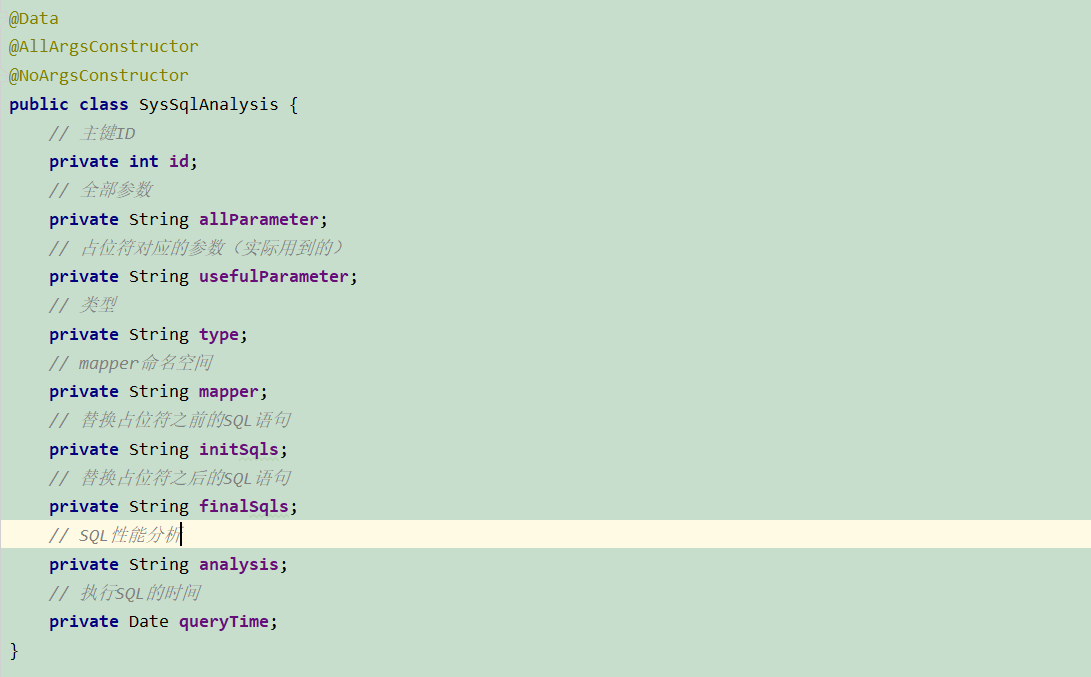 @Data
@AllArgsConstructor
@NoArgsConstructor
public class SysSqlAnalysis {
// 主键ID
private int id;
// 全部参数
private String allParameter;
// 占位符对应的参数（实际用到的）
private String usefulParameter;
// 类型
private String type;
// mapper命名空间
private String mapper;
// 替换占位符之前的SQL语句
private String initSqls;
// 替换占位符之后的SQL语句
private String finalSqls;
// SQL性能分析
private String analysis;
// 执行SQL的时间
private Date queryTime;
}